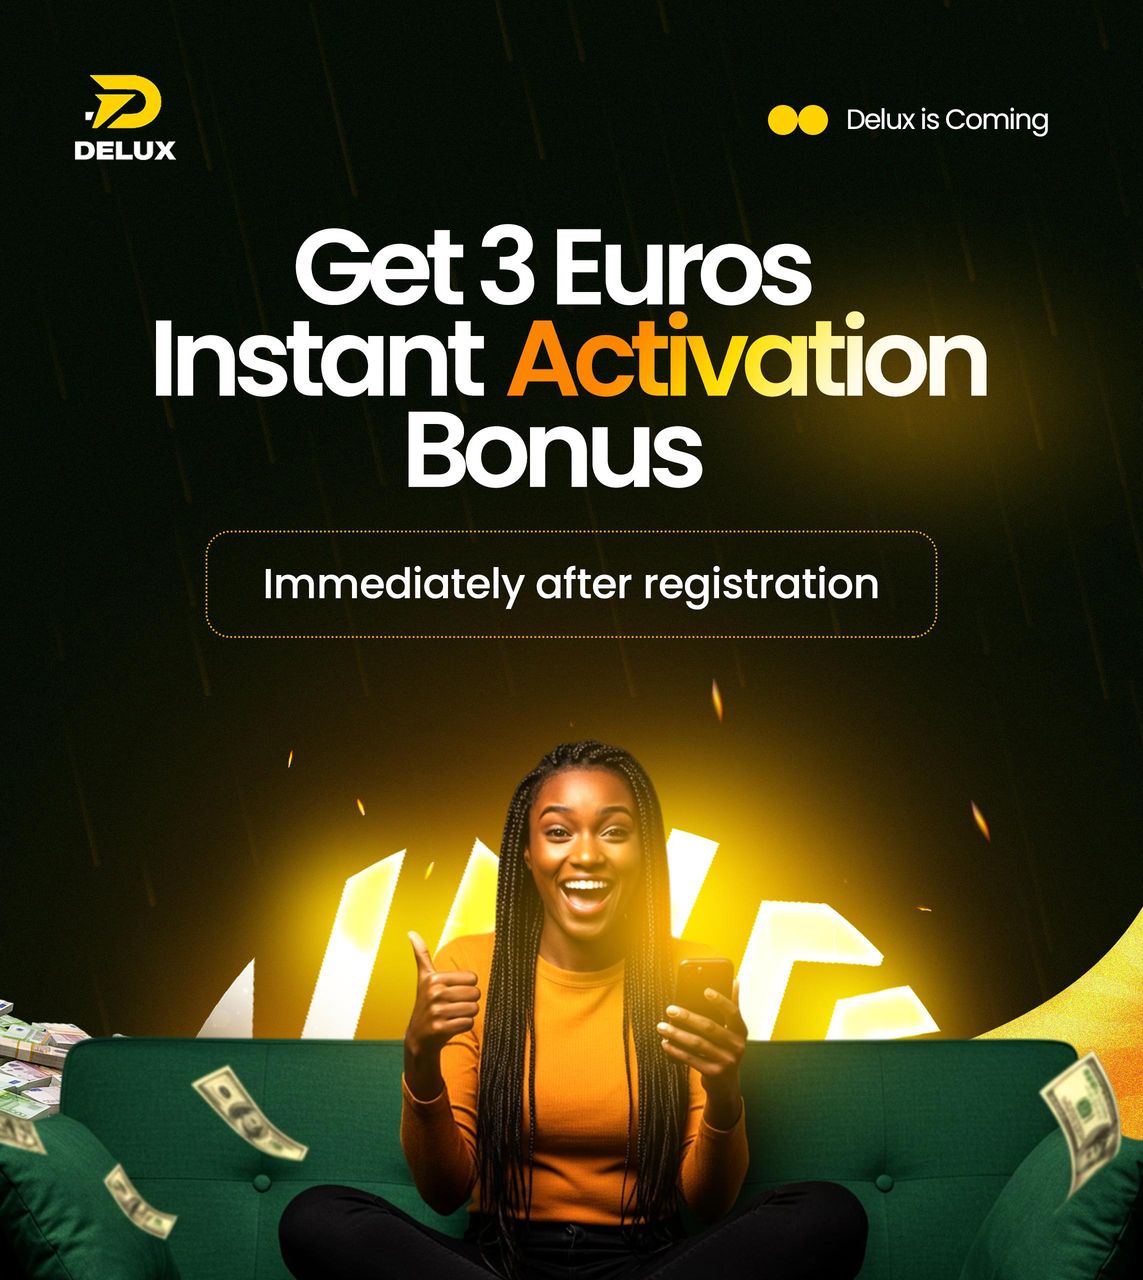 DELUX
Delux is Coming
Get 3 Euros
Instant Activation
Bonus
Immediately after registration